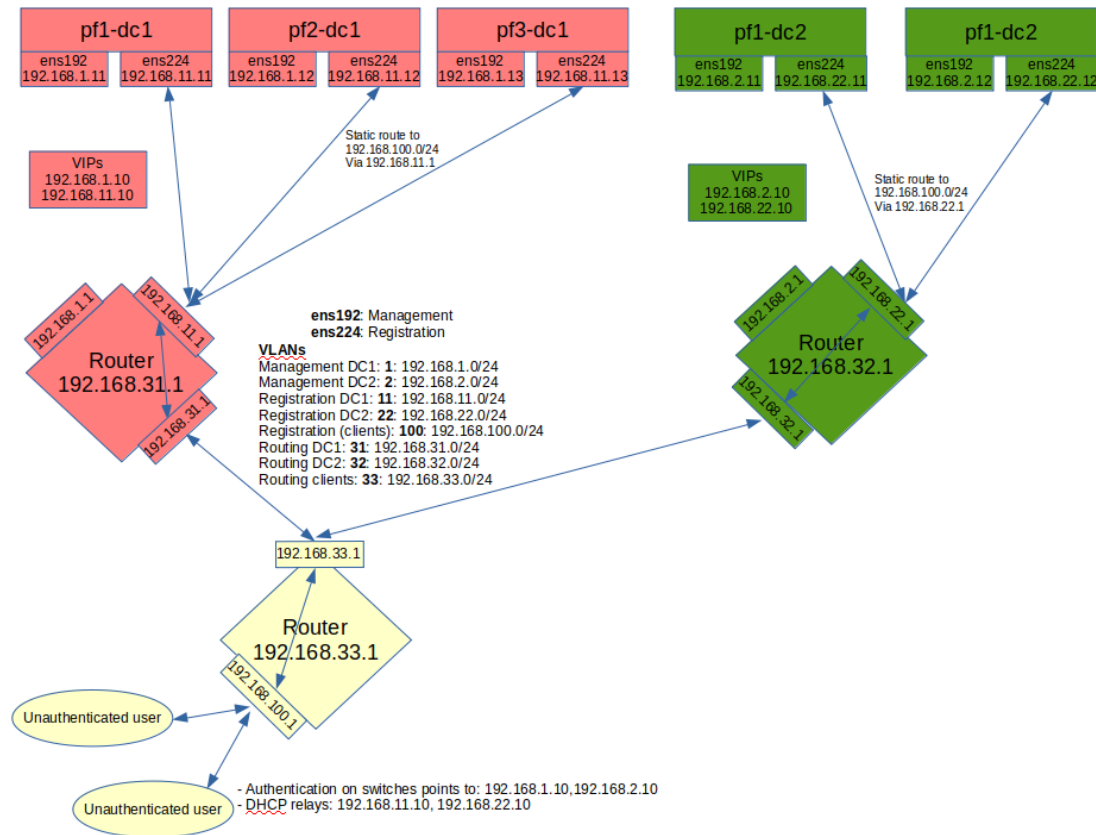 pf1-dc1
ens192
192.168.1.11
ens224
192.168.11.11
pf2-dc1
ens192
192.168.1.12
ens224
192.168.11.12
pf3-dc1
ens192
192.168.1.13
ens224
192.168.11.13
pf1-dc2
ens192
192.168.2.11
ens224
192.168.22.11
pf1-dc2
ens192
192.168.2.12
ens224
192.168.22.12
Static route to
192.168.100.0/24
Via 192.168.11.1
VIPs
192.168.1.10
192.168.11.10
VIPs
192.168.2.10
192.168.22.10
Static route to
192.168.100.0/24
Via 192.168.22.1
192.168.1.1
192.168.11.1
Router
192.168.31.1
192.168.31.1
192.168.2.1
192.168.22.1
Router
192.168.32.1
192.168.32.1
ens192: Management
ens224: Registration
VLANs
Management DC1: 1: 192.168.1.0/24
Management DC2: 2: 192.168.2.0/24
Registration DC1: 11: 192.168.11.0/24
Registration DC2: 22: 192.168.22.0/24
Registration (clients): 100: 192.168.100.0/24
Routing DC1: 31: 192.168.31.0/24
Routing DC2: 32: 192.168.32.0/24
Routing clients: 33: 192.168.33.0/24
192.168.33.1
Router
192.168.33.1
192.168.100.1
Unauthenticated user
Unauthenticated user
- Authentication on switches points to: 192.168.1.10,192.168.2.10
- DHCP relays: 192.168.11.10, 192.168.22.10